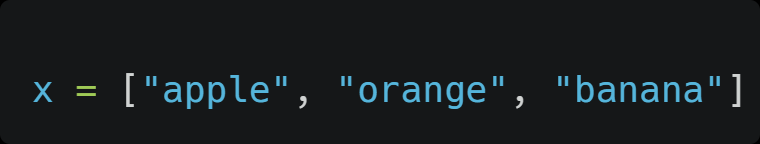 x = ["apple", "orange", "banana"]